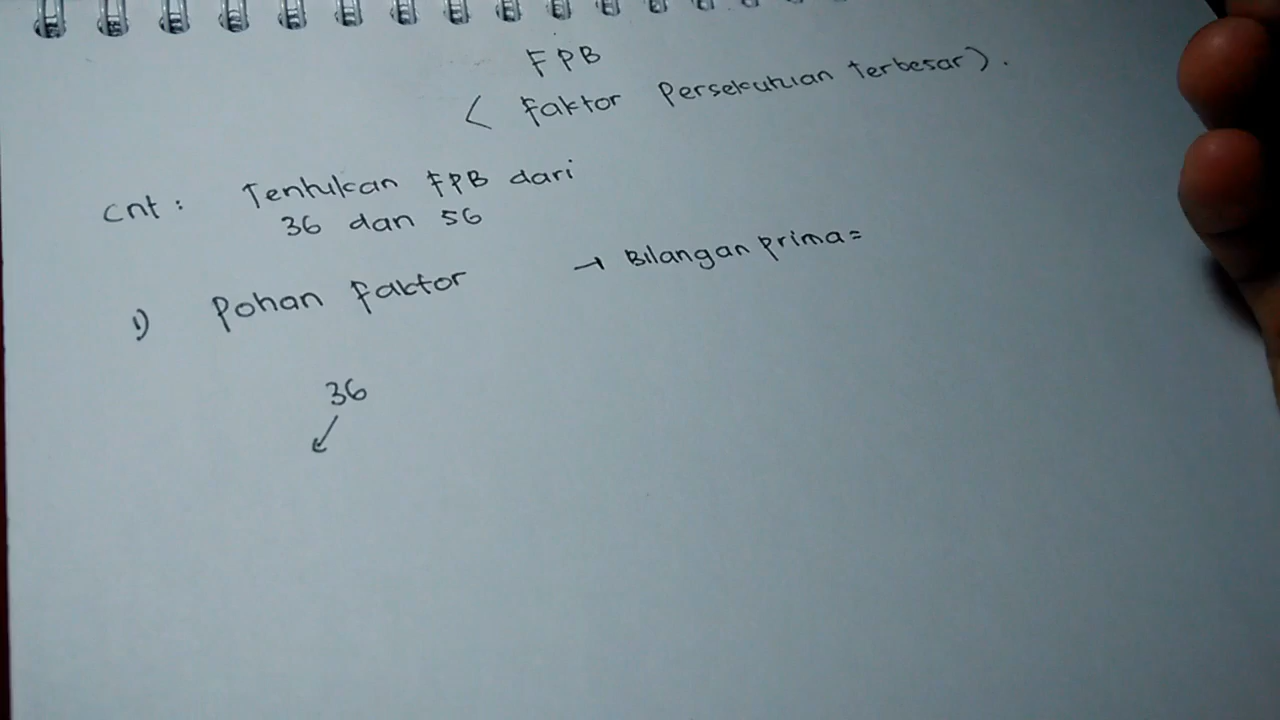 FPB
( Faktor Persekutuan Terbesar).
Cnt : Tentukan FPB dari
36 dan 56
→ Bilangan prima =
1) Pohon faktor
36